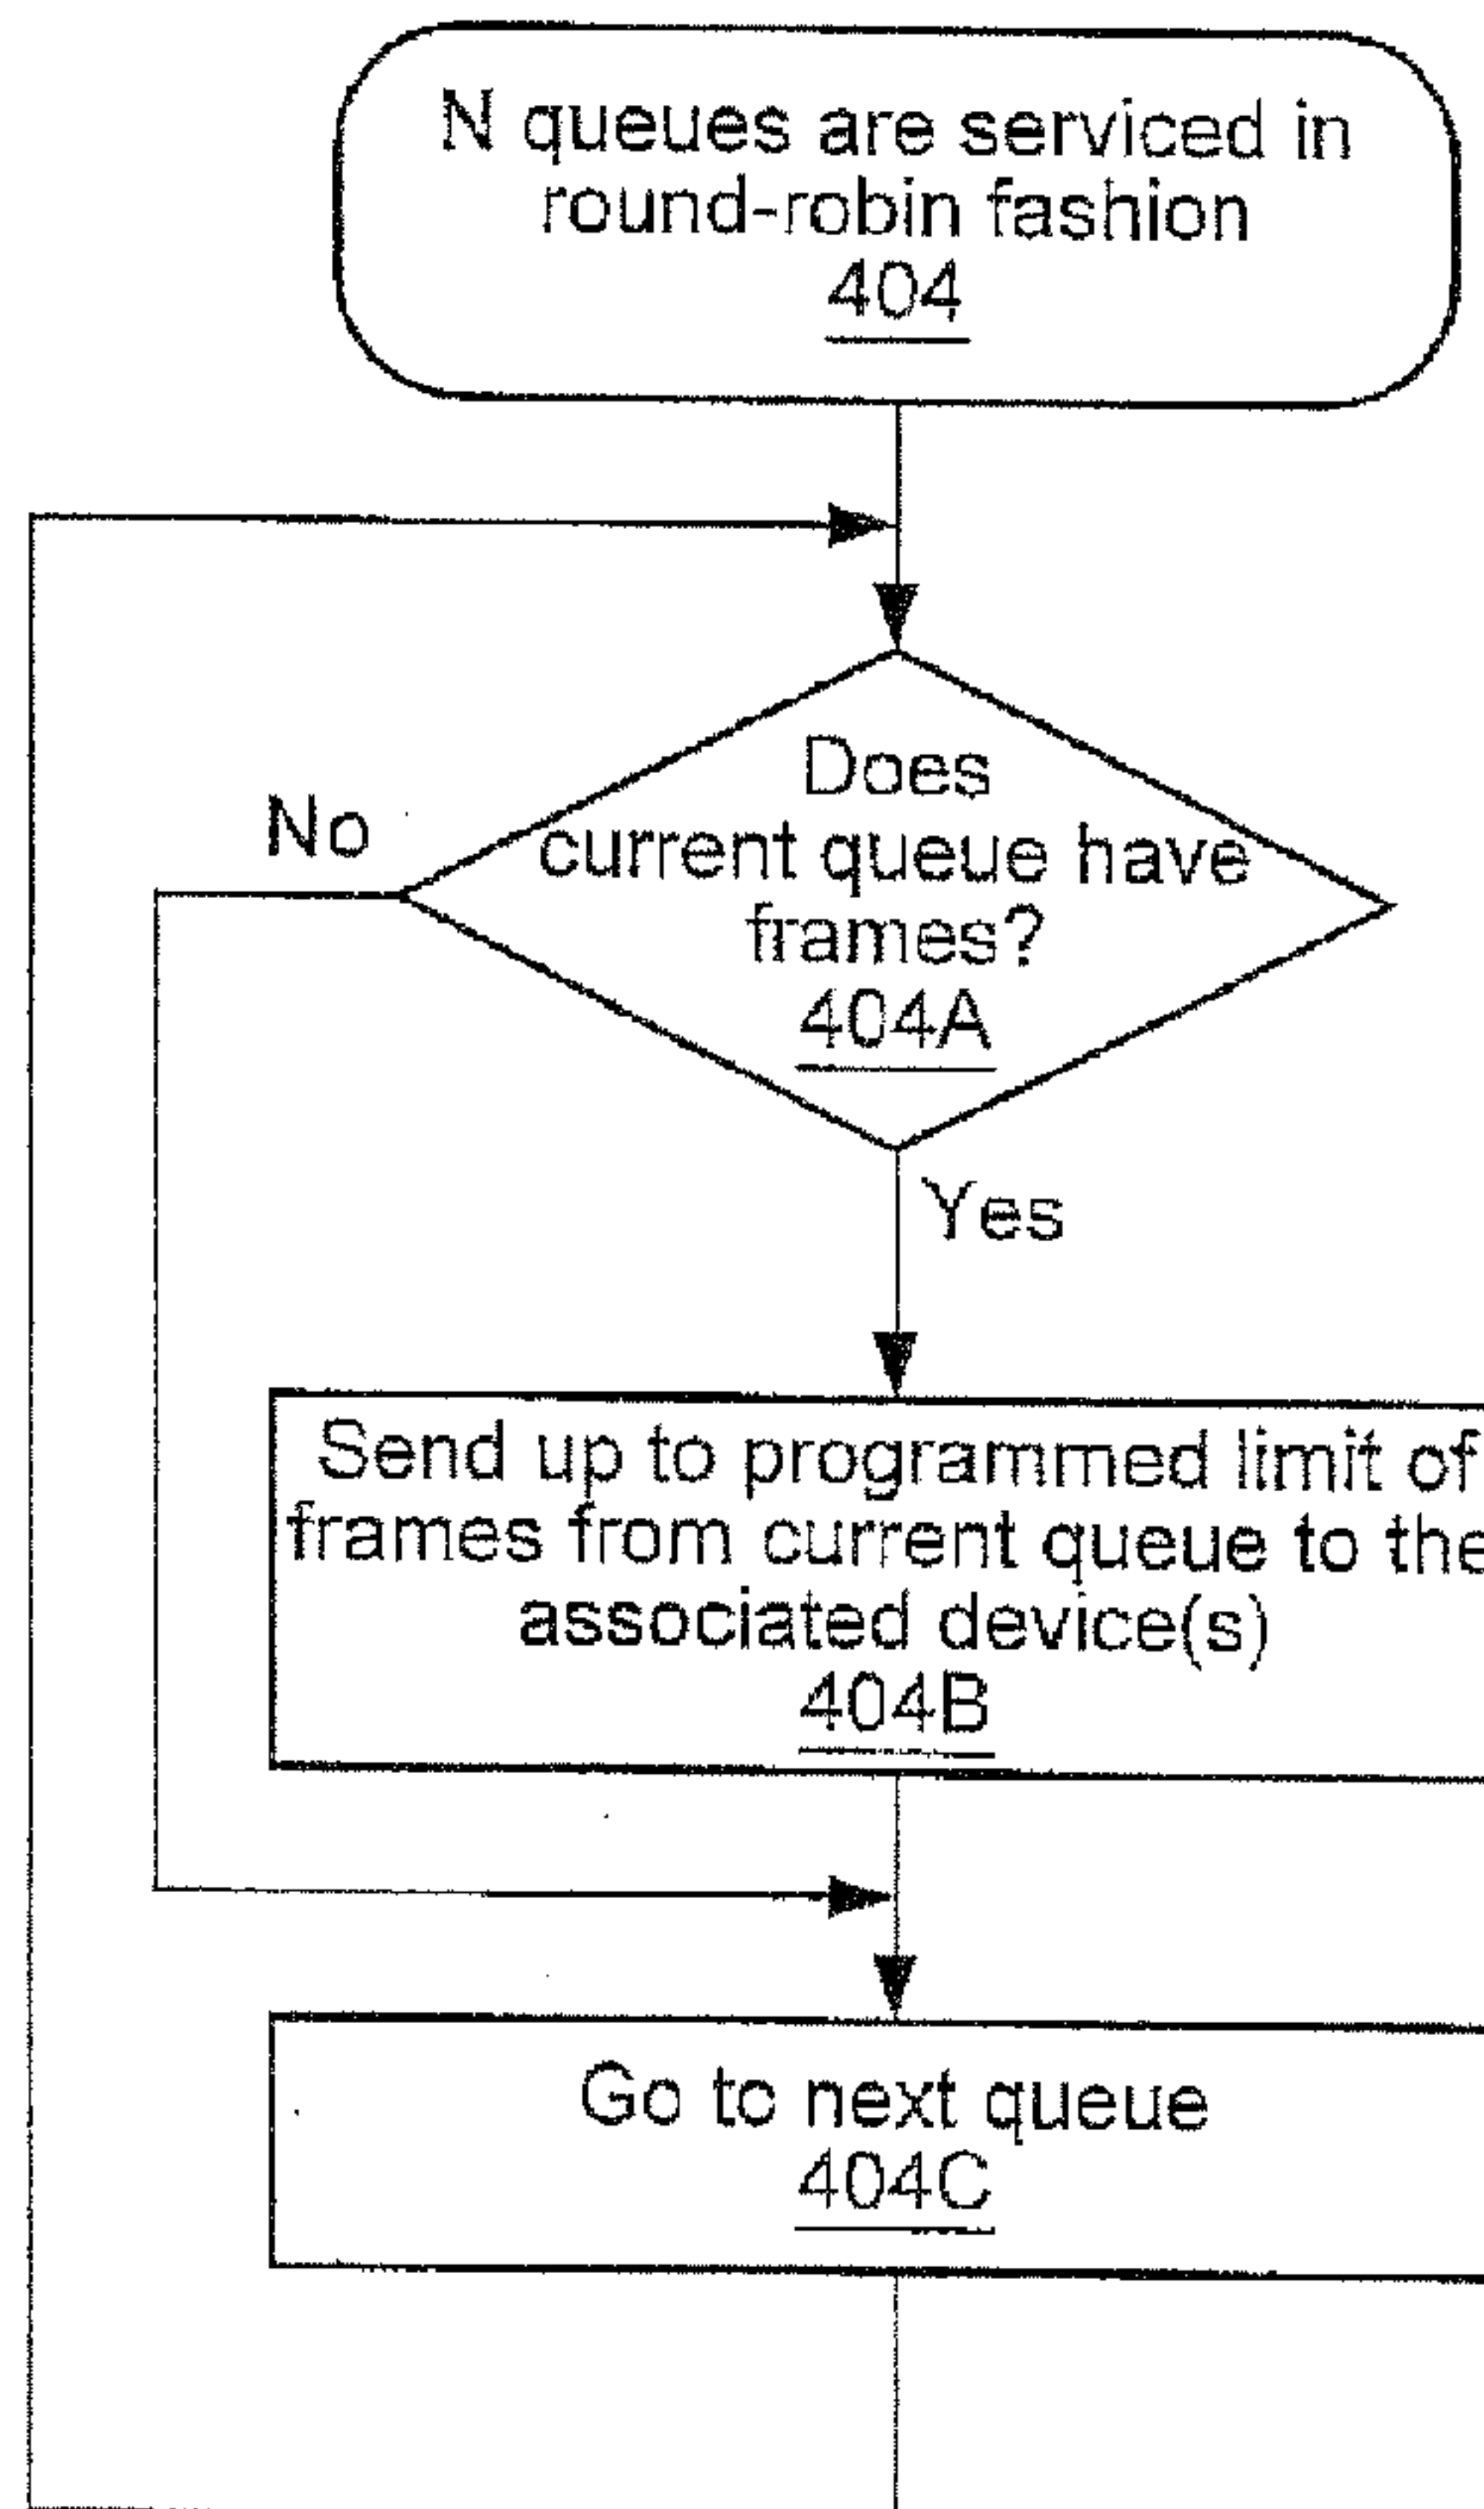 N queues are serviced in
round-robin fashion
404
Does
current queue have
frames?
404A
No
Yes
Send up to programmed limit of
frames from current queue to the
associated device(s)
404B
Go to next queue
404C